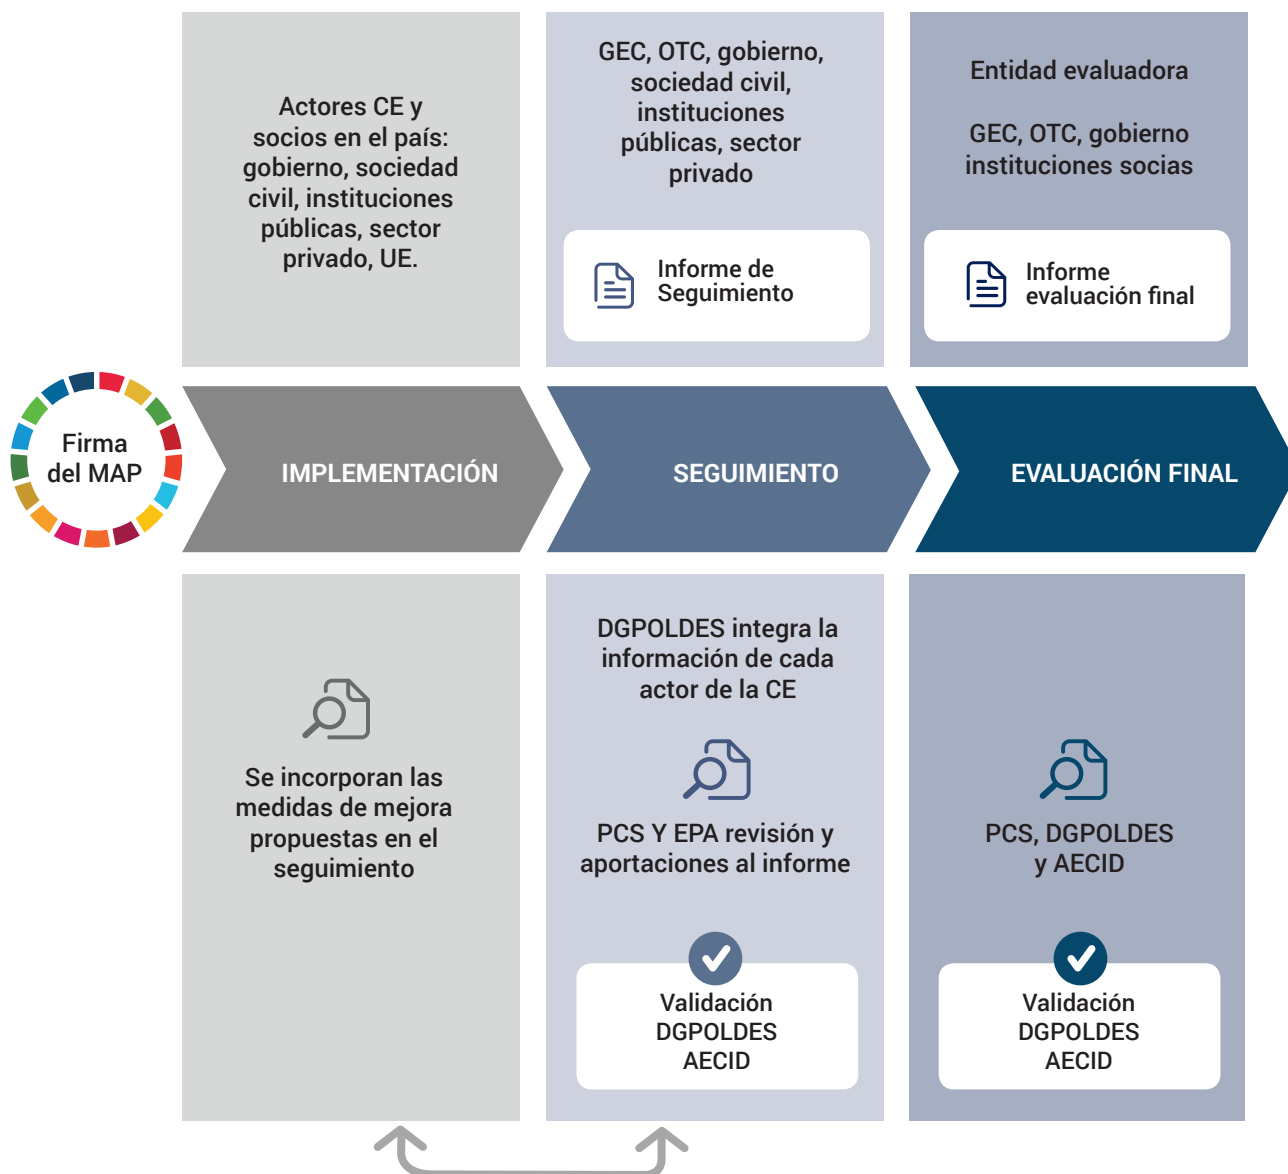 Actores CE y
socios en el país:
gobierno, sociedad
civil, instituciones
públicas, sector
privado, UE.
GEC, OTC, gobierno,
sociedad civil,
instituciones
públicas, sector
privado
Informe de
Seguimiento
Entidad evaluadora
GEC, OTC, gobierno
instituciones socias
Informe
evaluación final
Firma
del MAP
IMPLEMENTACIÓN
SEGUIMIENTO
EVALUACIÓN FINAL
Se incorporan las
medidas de mejora
propuestas en el
seguimiento
DGPOLDES integra la
información de cada
actor de la CE
PCS Y EPA revisión y
aportaciones al informe
Validación
DGPOLDES
AECID
PCS, DGPOLDES
y AECID
Validación
DGPOLDES
AECID